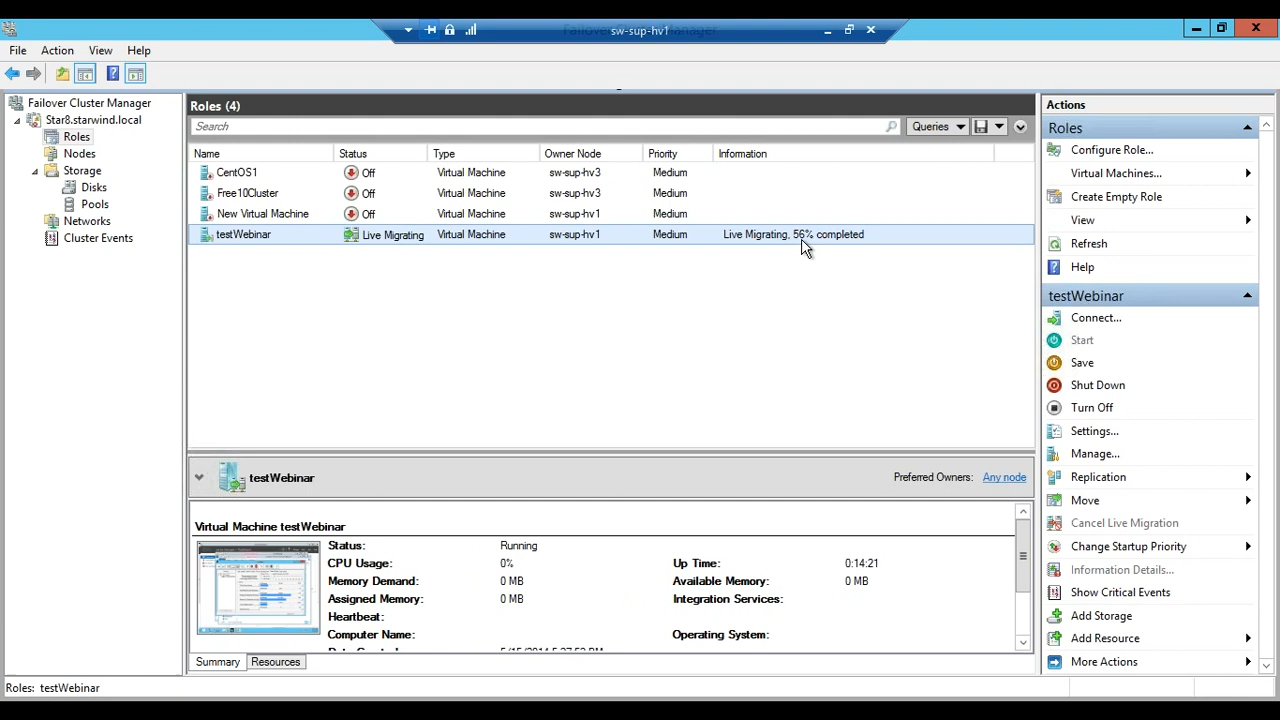 sw-sup-hv1
File Action View Help
Failover Cluster Manager
Star8.starwind.local
Roles
Nodes
Storage
Disks
Pools
Networks
Cluster Events
Roles (4)
Search
Queries
Name Status Type Owner Node Priority Information
CentOS1 Off Virtual Machine sw-sup-hv3 Medium
Free10Cluster Off Virtual Machine sw-sup-hv3 Medium
New Virtual Machine Off Virtual Machine sw-sup-hv1 Medium
testWebinar Live Migrating Virtual Machine sw-sup-hv1 Medium Live Migrating, 56% completed
testWebinar Preferred Owners: Any node
Virtual Machine testWebinar
Status: Running
CPU Usage: 0% Up Time: 0:14:21
Memory Demand: 0 MB Available Memory: 0 MB
Assigned Memory: 0 MB Integration Services:
Heartbeat:
Computer Name: Operating System:
Summary Resources
Actions
Roles
Configure Role...
Virtual Machines...
Create Empty Role
View
Refresh
Help
testWebinar
Connect...
Start
Save
Shut Down
Turn Off
Settings...
Manage...
Replication
Move
Cancel Live Migration
Change Startup Priority
Information Details...
Show Critical Events
Add Storage
Add Resource
More Actions
Roles: testWebinar